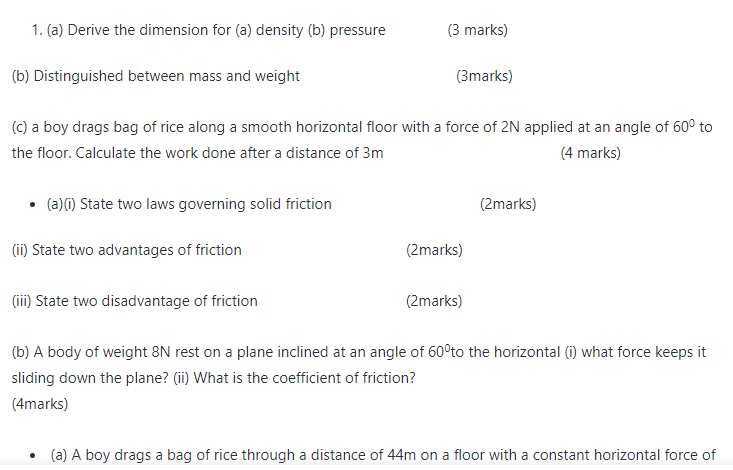 1. (a) Derive the dimension for (a) density (b) pressure (3 marks)
(b) Distinguished between mass and weight (3marks)
(c) a boy drags bag of rice along a smooth horizontal floor with a force of 2N applied at an angle of 60⁰ to
the floor. Calculate the work done after a distance of 3m (4 marks)
• (a)(i) State two laws governing solid friction (2marks)
(ii) State two advantages of friction (2marks)
(iii) State two disadvantage of friction (2marks)
(b) A body of weight 8N rest on a plane inclined at an angle of 60⁰to the horizontal (i) what force keeps it
sliding down the plane? (ii) What is the coefficient of friction?
(4marks)
• (a) A boy drags a bag of rice through a distance of 44m on a floor with a constant horizontal force of